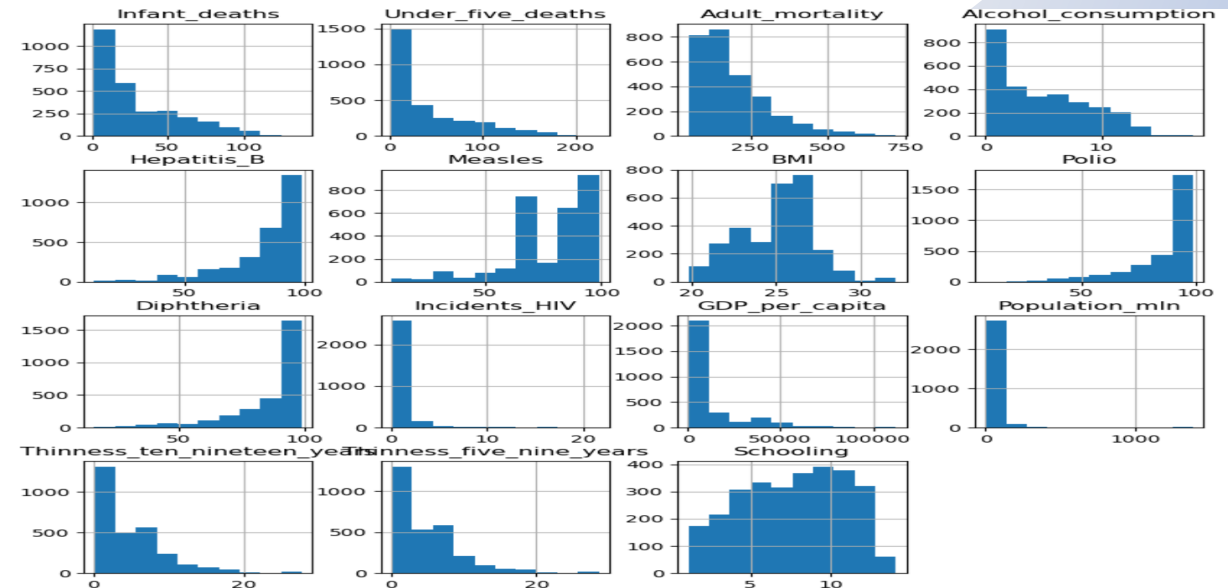 Infant_deaths Under_five_deaths Adult_mortality Alcohol_consumption
1000 1500 800 800
750 1000 600 600
500 400 400
250 500 200 200
0 0 0 0
0 50 100 0 100 200 250 500 750 0 10
Hepatitis_B Measles BMI Polio
1000 800 800 1500
600 600 1000
500 400 400 500
200 200
0 0 0 0
50 100 50 100 20 25 30 50 100
Diphtheria Incidents_HIV GDP_per_capita Population_mln
1500 2000 2000 2000
1000 1500
1000 1000 1000
500 500
0 0 0 0
50 100 0 10 20 0 50000 100000 0 1000
Thinness_ten_nineteen_years Thinness_five_nine_years Schooling
1000 1000 400
300
500 500 200
100
0 0 0
0 20 0 20 5 10